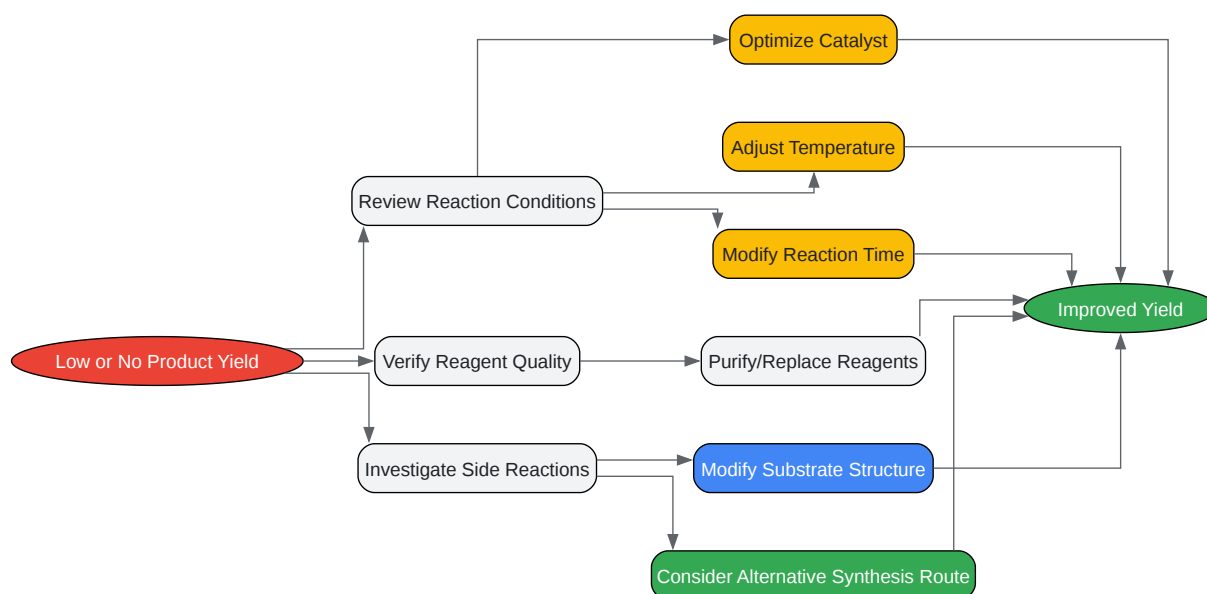 Optimize Catalyst
Adjust Temperature
Review Reaction Conditions
Modify Reaction Time
Improved Yield
Low or No Product Yield
Verify Reagent Quality
Purify/Replace Reagents
Investigate Side Reactions
Modify Substrate Structure
Consider Alternative Synthesis Route